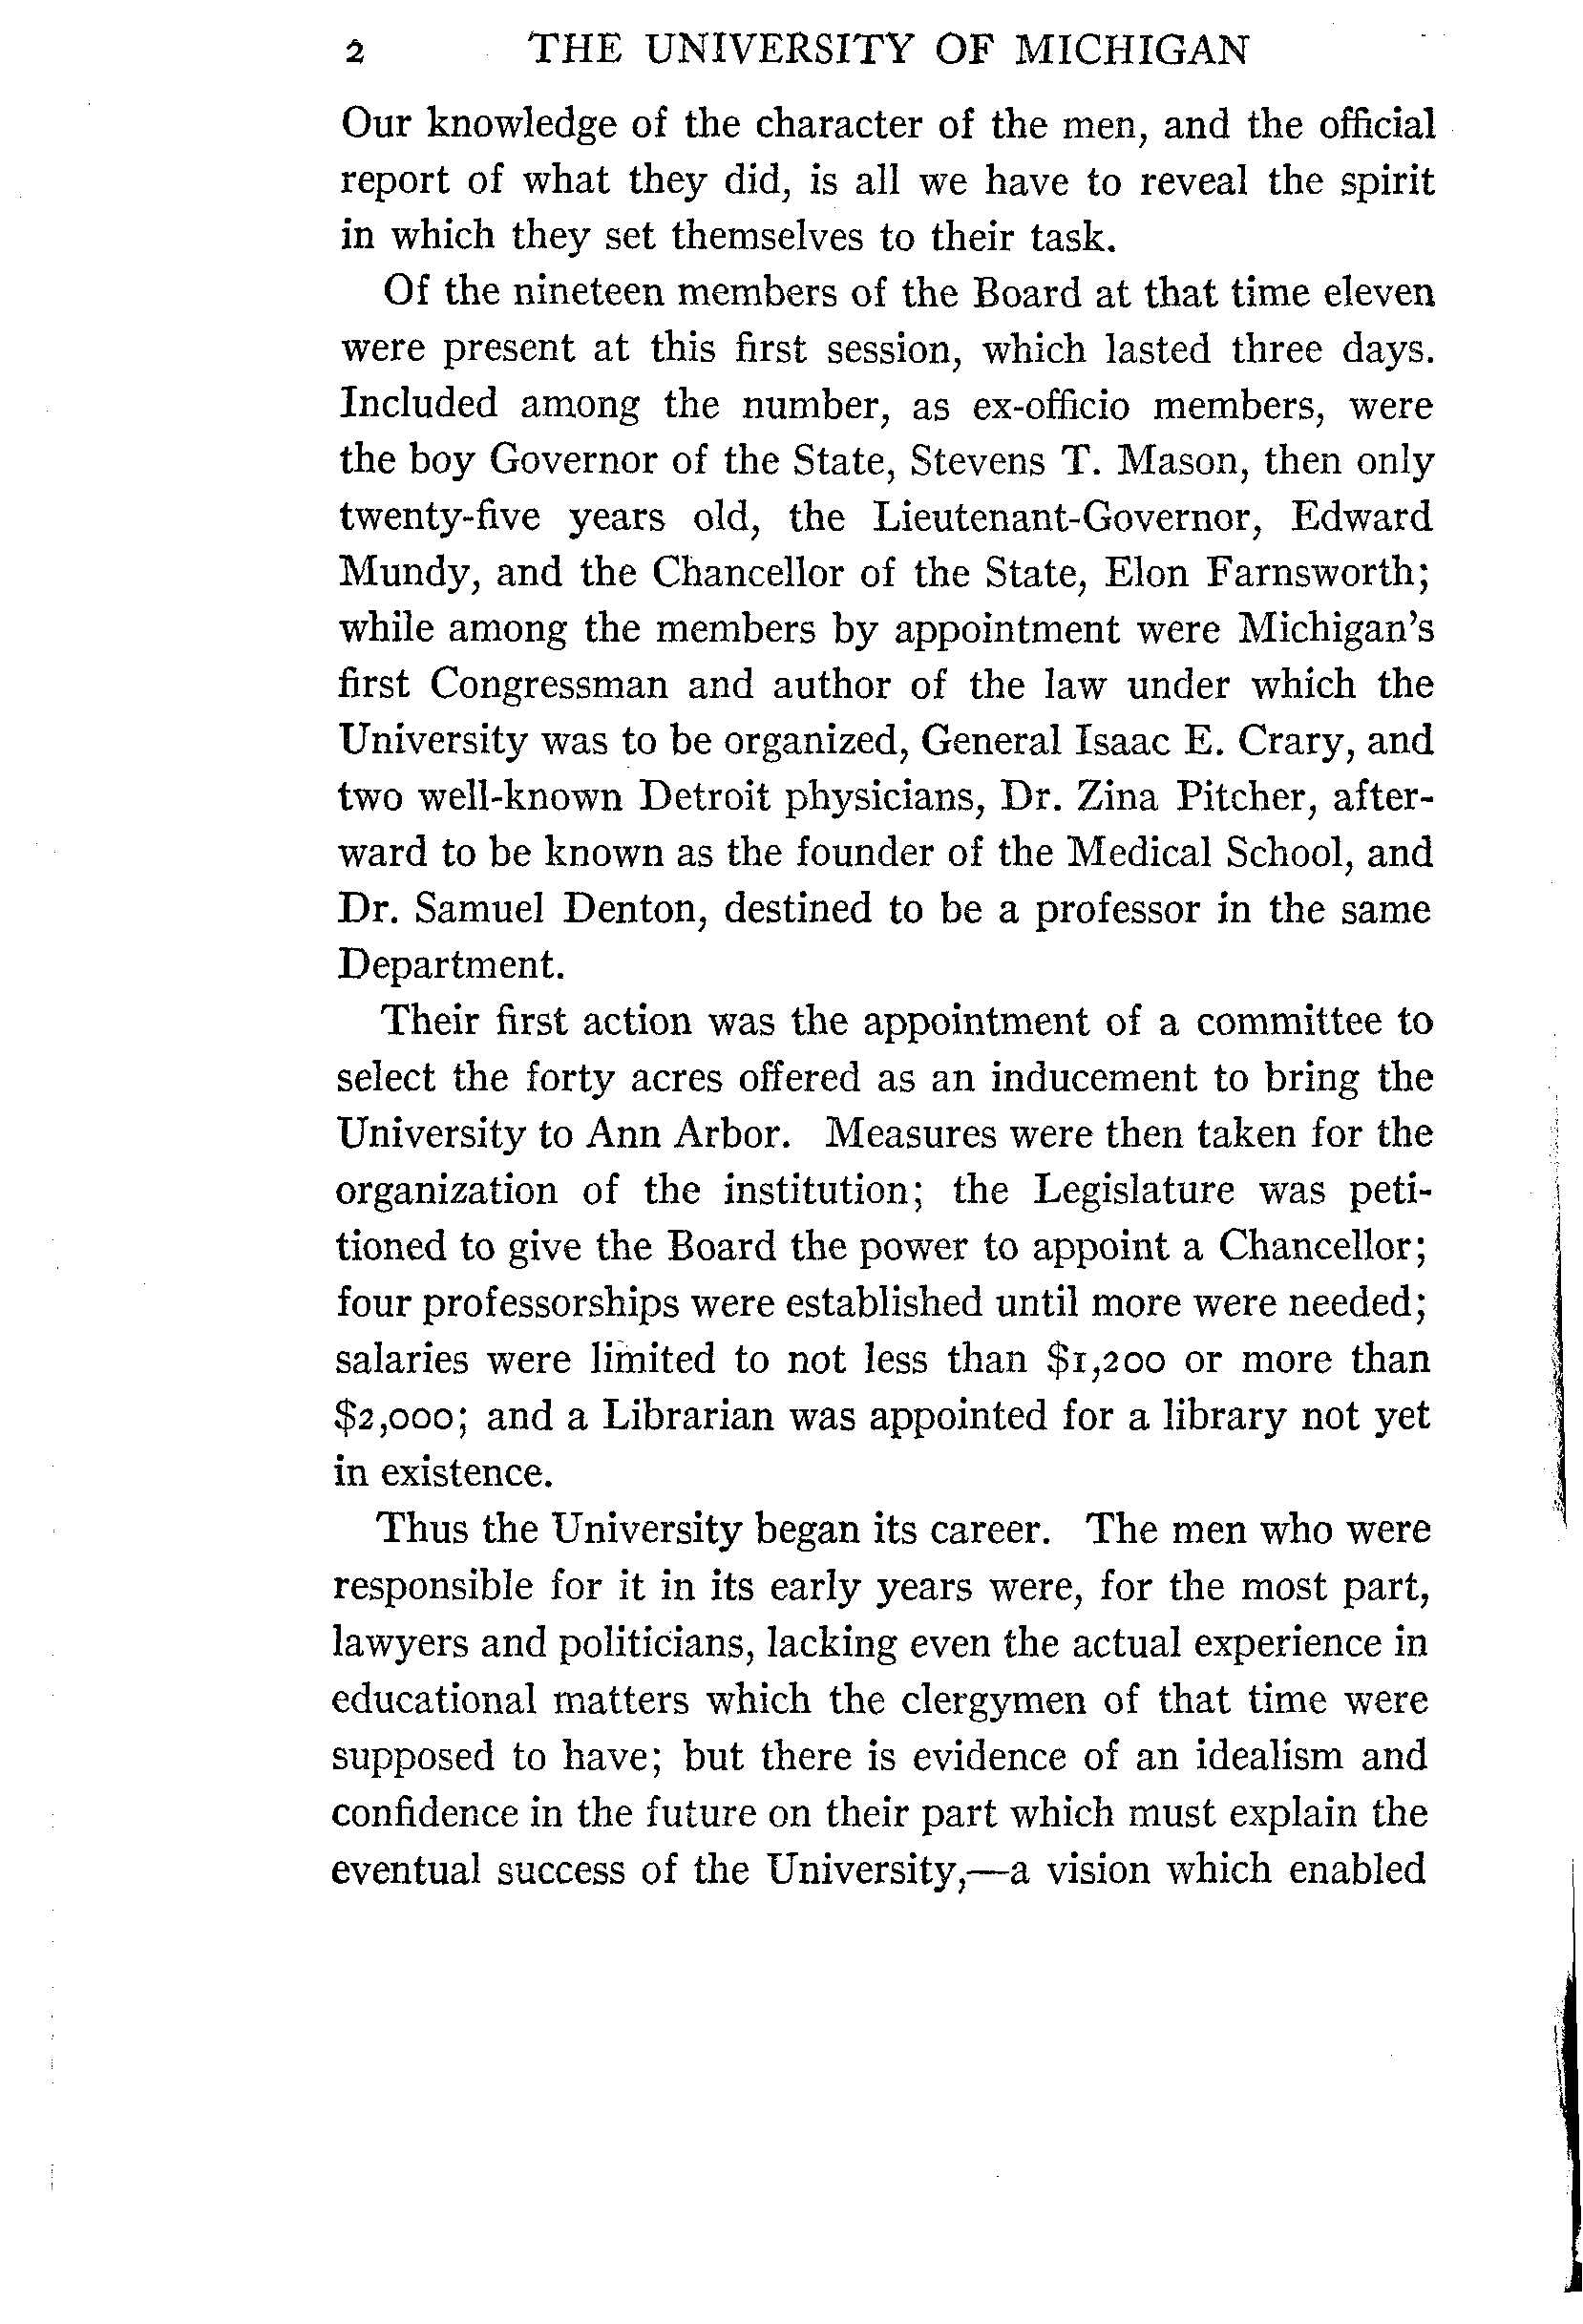 2 THE UNIVERSITY OF MICHIGAN
Our knowledge of the character of the men, and the official
report of what they did, is all we have to reveal the spirit
in which they set themselves to their task.
Of the nineteen members of the Board at that time eleven
were present at this first session, which lasted three days.
Included among the number, as ex-officio members, were
the boy Governor of the State, Stevens T. Mason, then only
twenty-five years old, the Lieutenant-Governor, Edward
Mundy, and the Chancellor of the State, Elon Farnsworth;
while among the members by appointment were Michigan's
first Congressman and author of the law under which the
University was to be organized, General Isaac E. Crary, and
two well-known Detroit physicians, Dr. Zina Pitcher, after-
ward to be known as the founder of the Medical School, and
Dr. Samuel Denton, destined to be a professor in the same
Department.
Their first action was the appointment of a committee to
select the forty acres offered as an inducement to bring the
University to Ann Arbor. Measures were then taken for the
organization of the institution; the Legislature was peti-
tioned to give the Board the power to appoint a Chancellor;
four professorships were established until more were needed;
salaries were limited to not less than $1,200 or more than
$2,000; and a Librarian was appointed for a library not yet
in existence.
Thus the University began its career. The men who were
responsible for it in its early years were, for the most part,
lawyers and politicians, lacking even the actual experience in
educational matters which the clergymen of that time were
supposed to have; but there is evidence of an idealism and
confidence in the future on their part which must explain the
eventual success of the University,—a vision which enabled